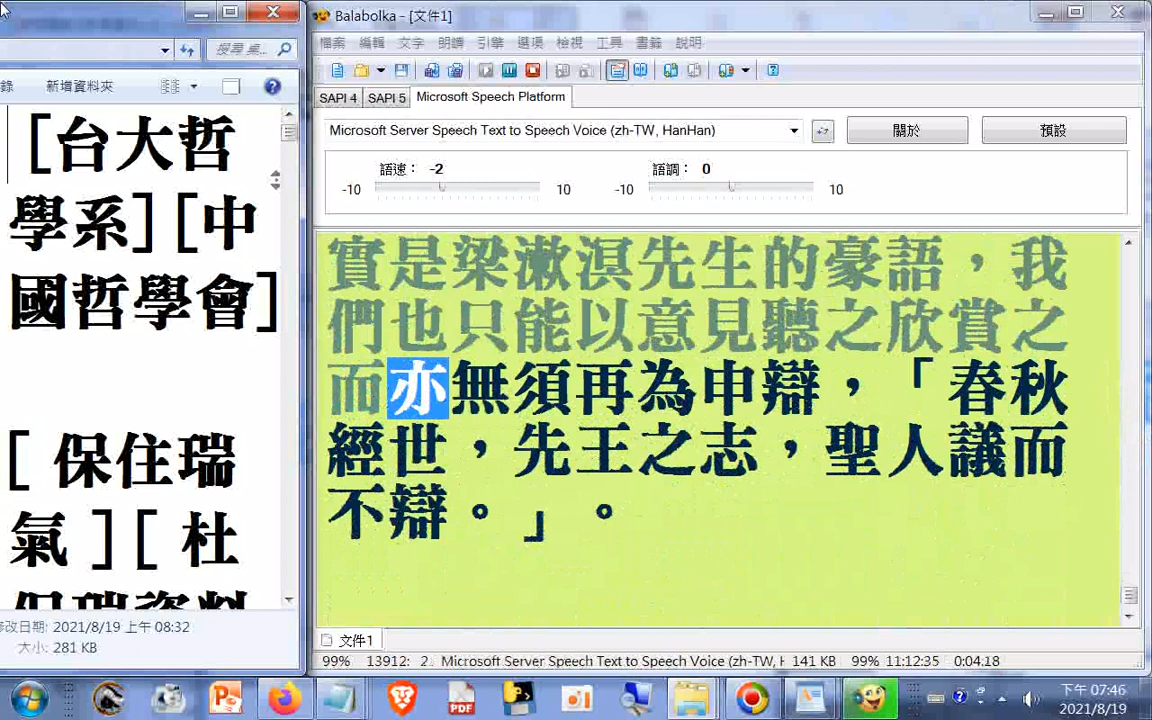 Balabolka - [文件1]
搜尋 桌...
檔案 編輯 文字 朗讀 引擎 選項 檢視 工具 書籤 說明
錄 新增資料夾
SAPI 4 SAPI 5 Microsoft Speech Platform
Microsoft Server Speech Text to Speech Voice (zh-TW, HanHan) 關於 預設
語速： -2 語調： 0
-10 10 -10 10
[台大哲
學系][中
國哲學會]
[ 保住瑞
氣 ][ 杜
保瑞資料
修改日期: 2021/8/19 上午 08:32
大小: 281 KB
實是梁漱溟先生的豪語，我
們也只能以意見聽之欣賞之
而亦無須再為申辯，「春秋
經世，先王之志，聖人議而
不辯。」。
文件1
99% 13912: 2. Microsoft Server Speech Text to Speech Voice (zh-TW, H 141 KB 99% 11:12:35 0:04.18
PDF
下午 07:46
2021/8/19